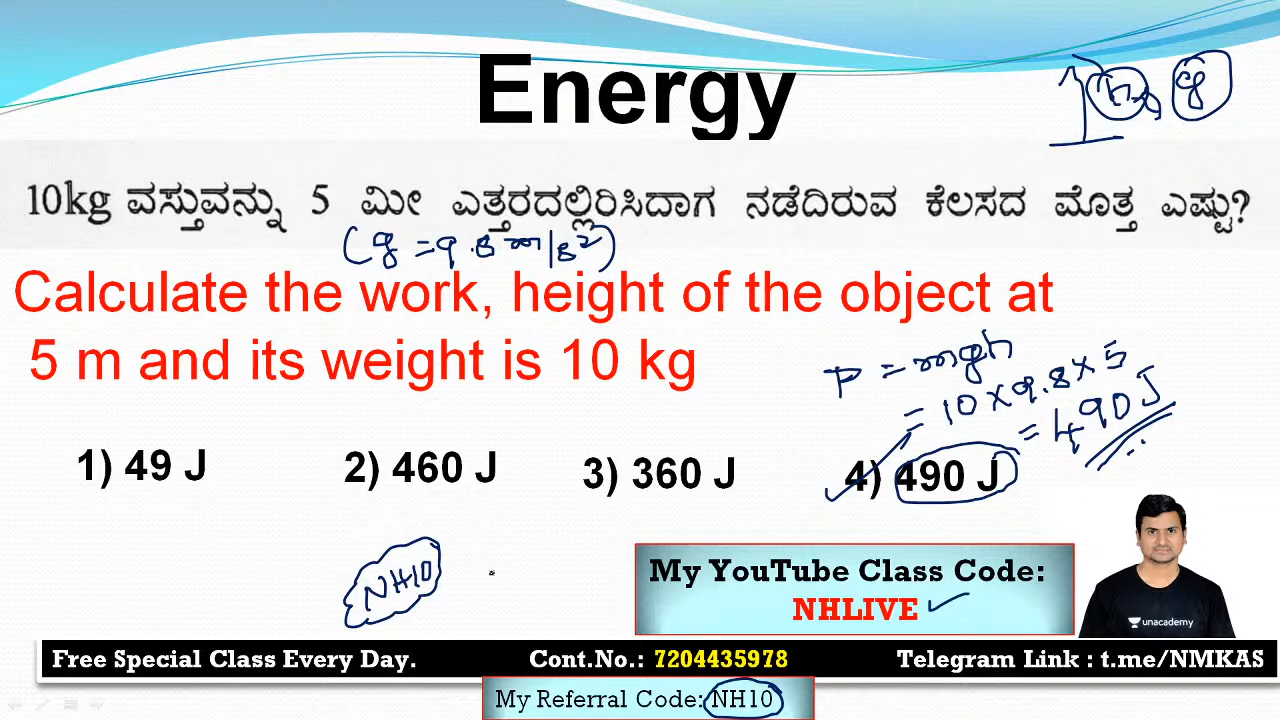 Energy
h g
10kg ವಸ್ತುವನ್ನು 5 ಮೀ ಎತ್ತರದಲ್ಲಿರಿಸಿದಾಗ ನಡೆದಿರುವ ಕೆಲಸದ ಮೊತ್ತ ಎಷ್ಟು?
(g = 9.8 m/s²)
Calculate the work, height of the object at
5 m and its weight is 10 kg
P = mgh
= 10 × 9.8 × 5
= 490 J
1) 49 J 2) 460 J 3) 360 J 4) 490 J
NH10
My YouTube Class Code:
NHLIVE
unacademy
Free Special Class Every Day. Cont.No.: 7204435978 Telegram Link : t.me/NMKAS
My Referral Code: NH10